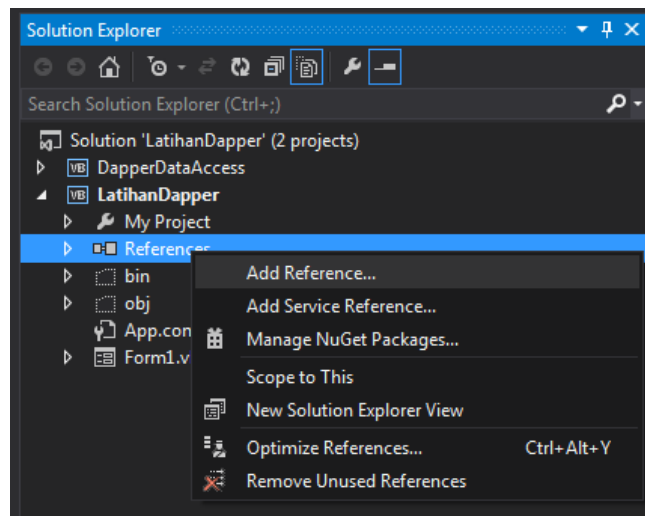 Solution Explorer
Search Solution Explorer (Ctrl+;)
Solution 'LatihanDapper' (2 projects)
VB DapperDataAccess
VB LatihanDapper
My Project
References
Add Reference...
bin
Add Service Reference...
obj
App.con
Manage NuGet Packages...
Form1.v
Scope to This
New Solution Explorer View
Optimize References... Ctrl+Alt+Y
Remove Unused References